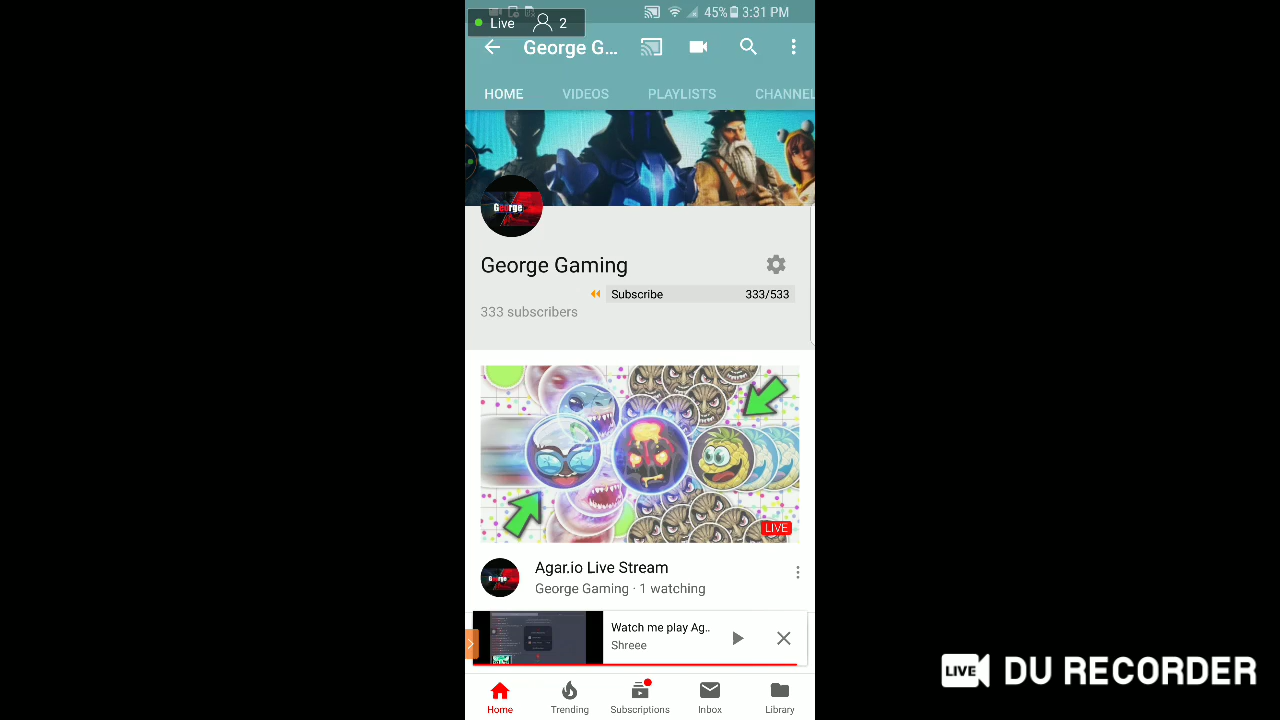 Live 2
45% 3:31 PM
George G...
HOME VIDEOS PLAYLISTS CHANNEL
George
George Gaming
Subscribe 333/533
333 subscribers
LIVE
Agar.io Live Stream
George Gaming · 1 watching
Watch me play Ag..
Shreee
LIVE DU RECORDER
Home Trending Subscriptions Inbox Library